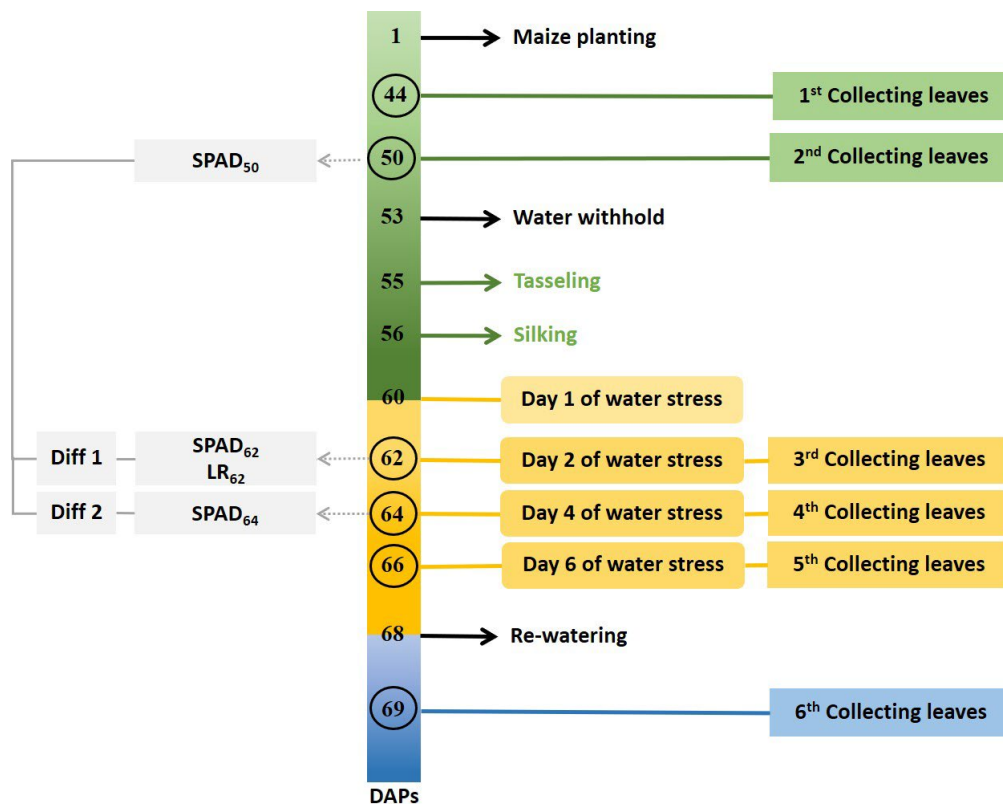 1
Maize planting
44
1st Collecting leaves
SPAD50
50
2nd Collecting leaves
53
Water withhold
55
Tasseling
56
Silking
60
Day 1 of water stress
Diff 1
SPAD62
LR62
62
Day 2 of water stress
3rd Collecting leaves
Diff 2
SPAD64
64
Day 4 of water stress
4th Collecting leaves
66
Day 6 of water stress
5th Collecting leaves
68
Re-watering
69
6th Collecting leaves
DAPs